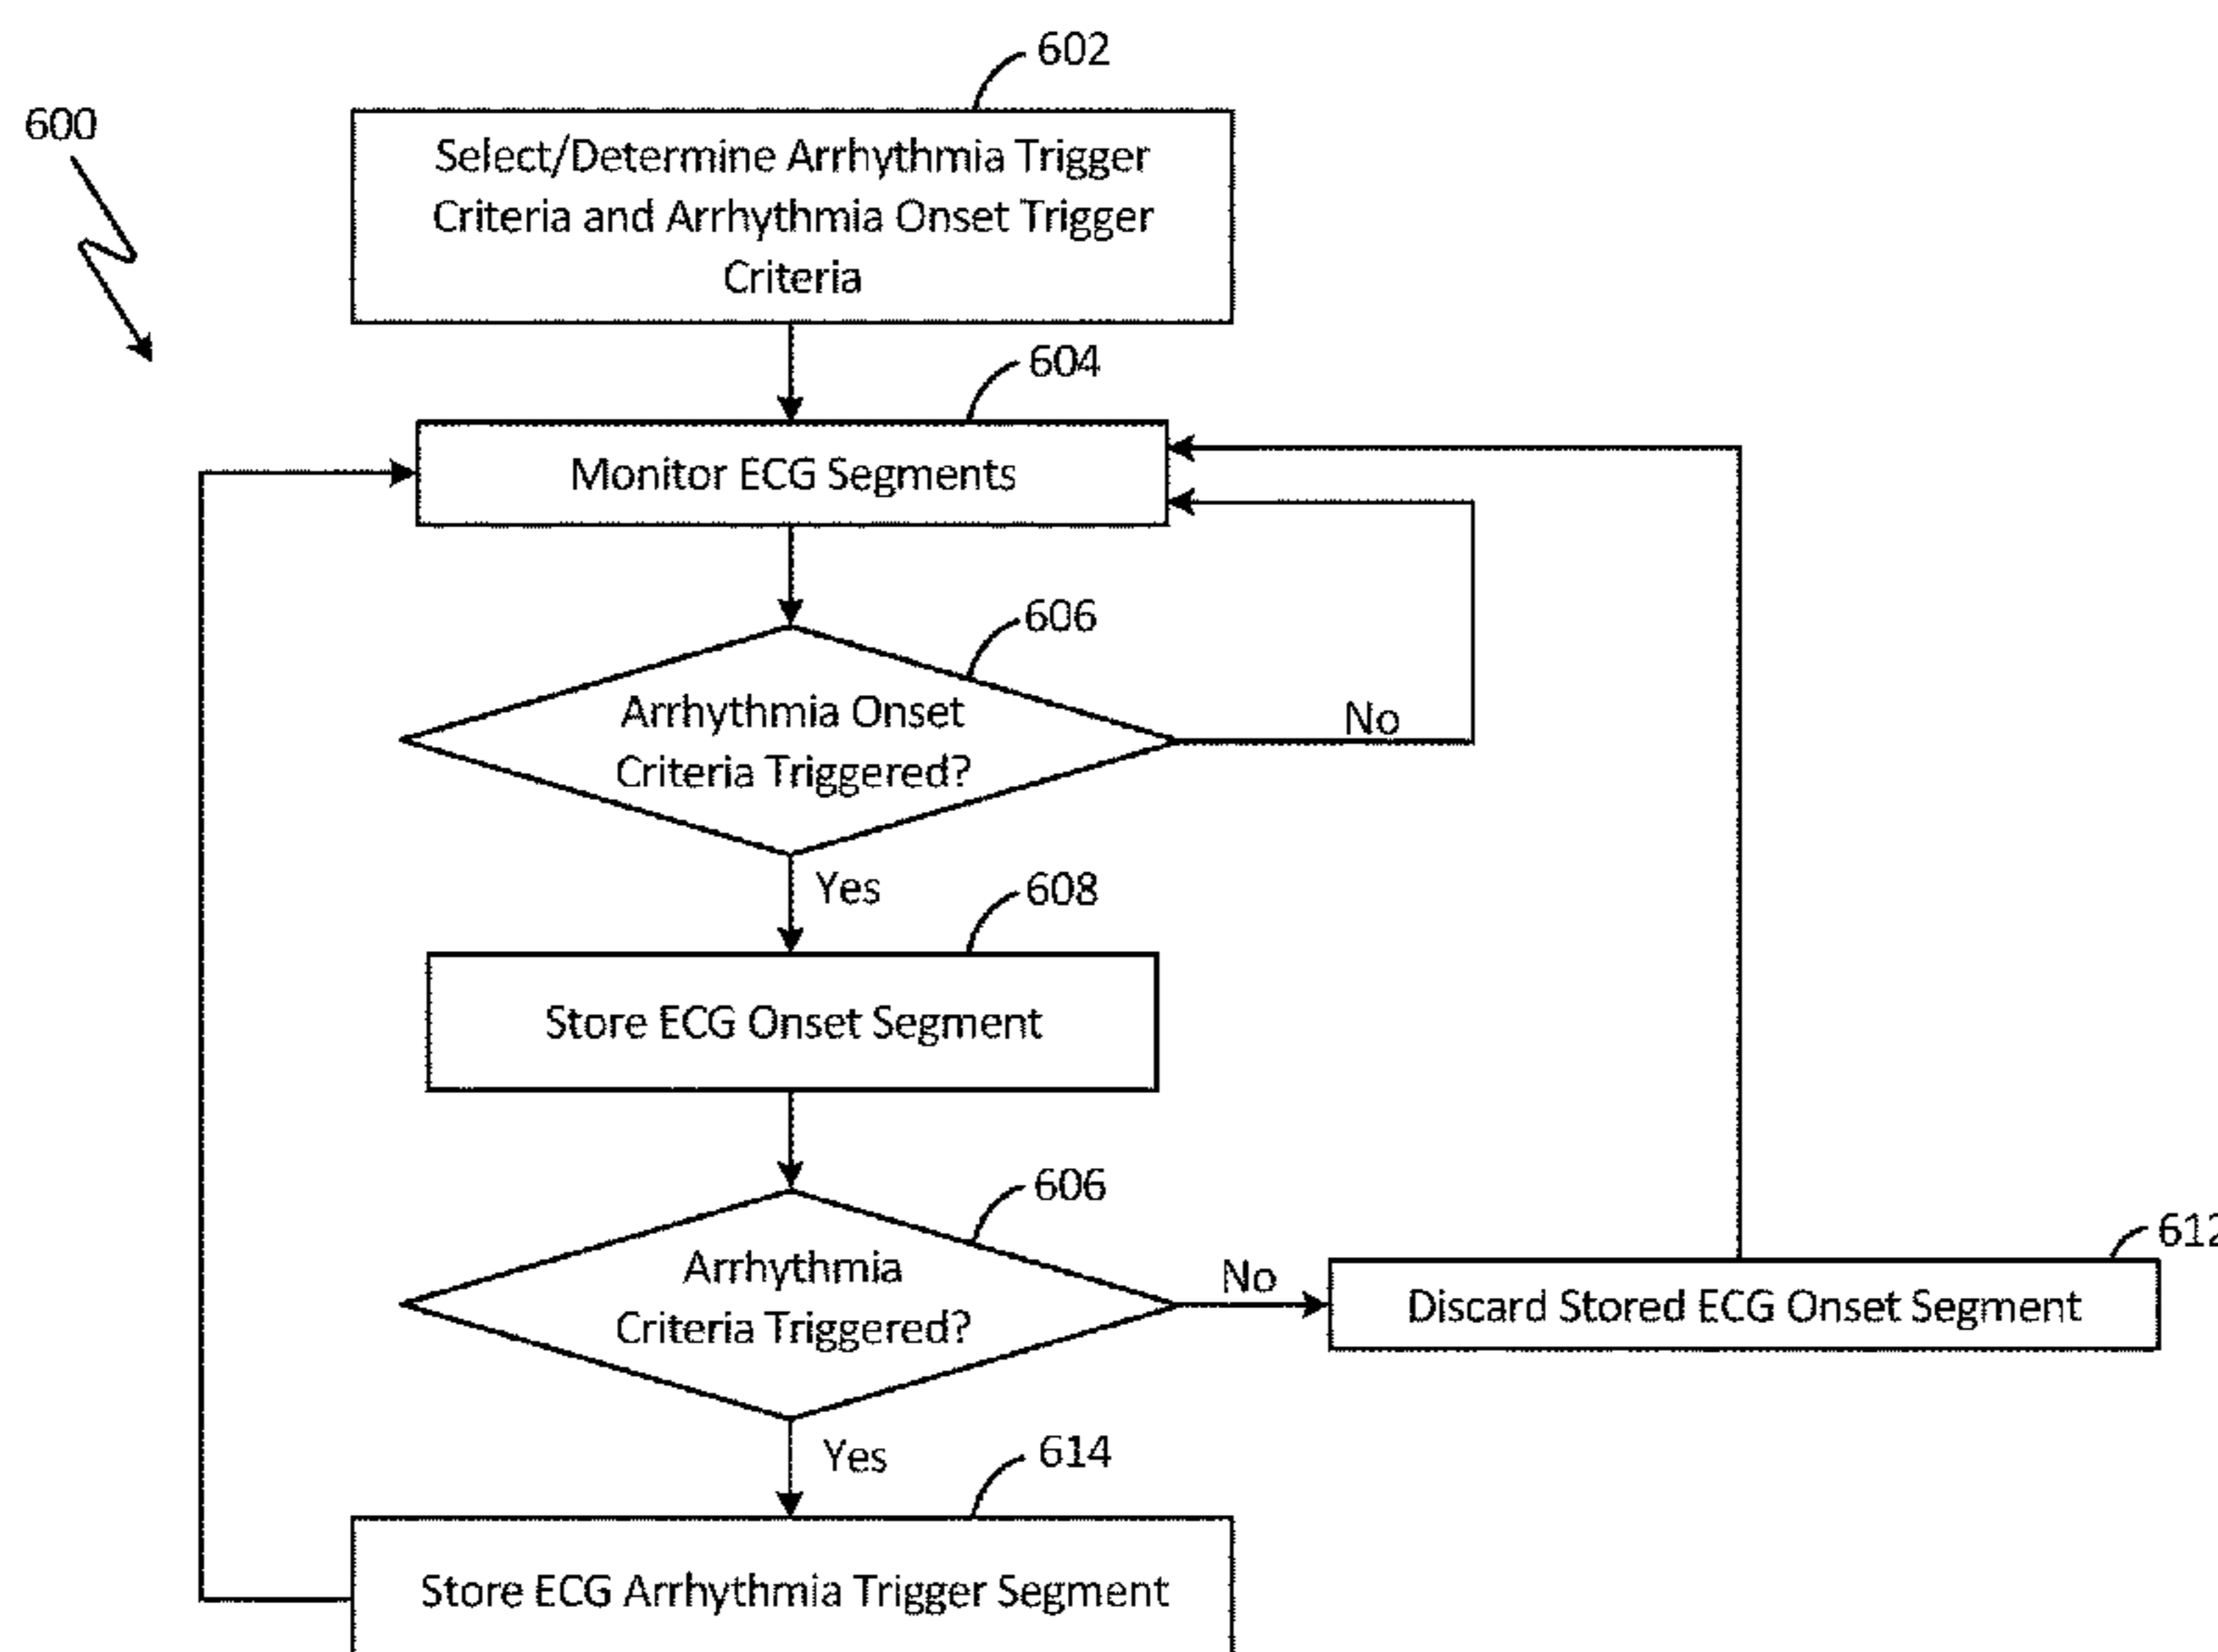 602
600
Select/Determine Arrhythmia Trigger
Criteria and Arrhythmia Onset Trigger
Criteria
604
Monitor ECG Segments
606
Arrhythmia Onset
Criteria Triggered?
No
Yes
608
Store ECG Onset Segment
606
Arrhythmia
Criteria Triggered?
No
612
Discard Stored ECG Onset Segment
Yes
614
Store ECG Arrhythmia Trigger Segment